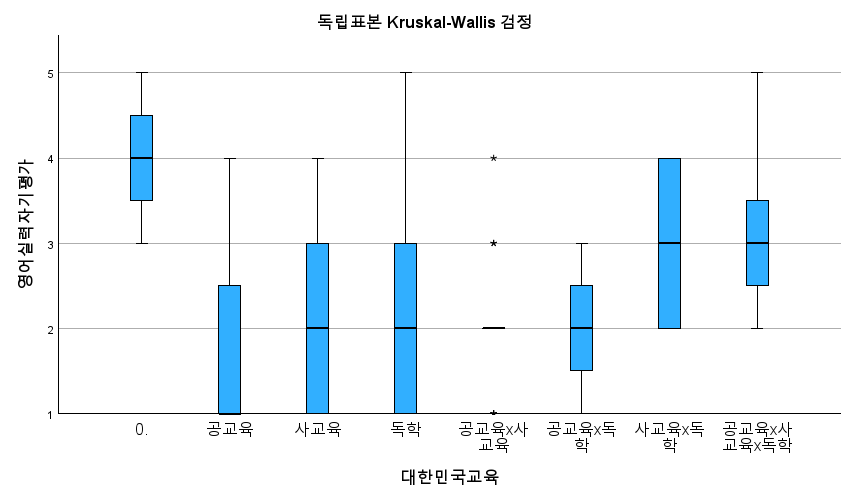 독립표본 Kruskal-Wallis 검정
영어실력자기평가
5
4
3
2
1
*
*
*
0.
공교육
사교육
독학
공교육x사
교육
공교육x독
학
사교육x독
학
공교육x사
교육x독학
대한민국교육